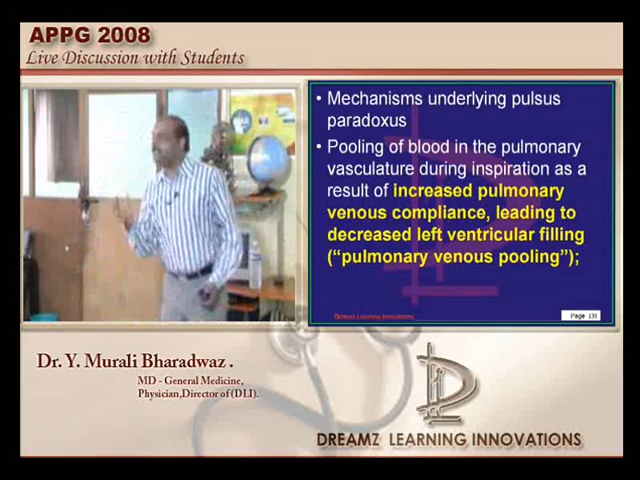 APPG 2008
Live Discussion with Students
• Mechanisms underlying pulsus
paradoxus
• Pooling of blood in the pulmonary
vasculature during inspiration as a
result of increased pulmonary
venous compliance, leading to
decreased left ventricular filling
(“pulmonary venous pooling”);
Dreamz Learning Innovations
Dr. Y. Murali Bharadwaz .
MD - General Medicine,
Physician,Director of (DLI).
DREAMZ LEARNING INNOVATIONS